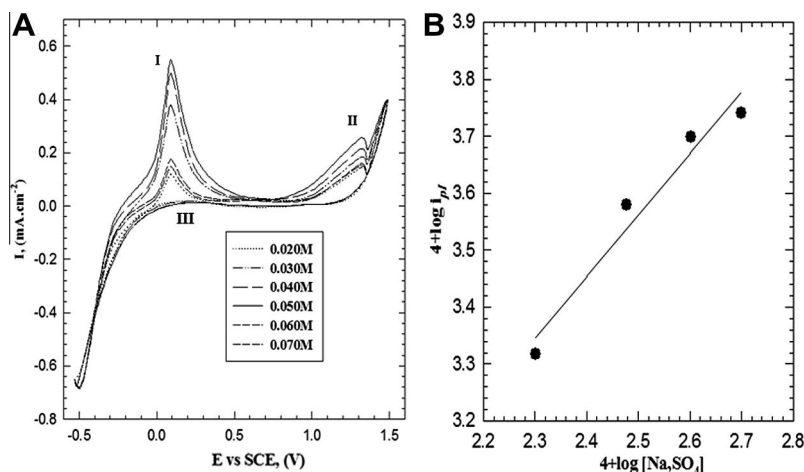 A
I
II
III
0.6
0.4
0.2
0.0
-0.2
-0.4
-0.6
-0.8
I, (mA.cm⁻²)
0.020M
0.030M
0.040M
0.050M
0.060M
0.070M
-0.5 0.0 0.5 1.0 1.5
E vs SCE, (V)
B
3.9
3.8
3.7
3.6
3.5
3.4
3.3
3.2
4+log i_pI
2.2 2.3 2.4 2.5 2.6 2.7 2.8
4+log [Na₂SO₄]